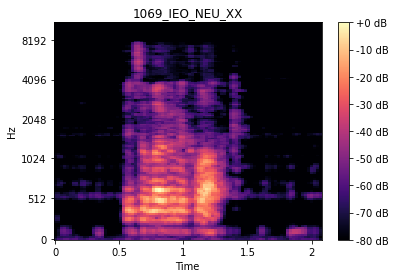 1069_IEO_NEU_XX
8192
4096
2048
1024
512
0
Hz
0
0.5
1
1.5
2
Time
+0 dB
-10 dB
-20 dB
-30 dB
-40 dB
-50 dB
-60 dB
-70 dB
-80 dB